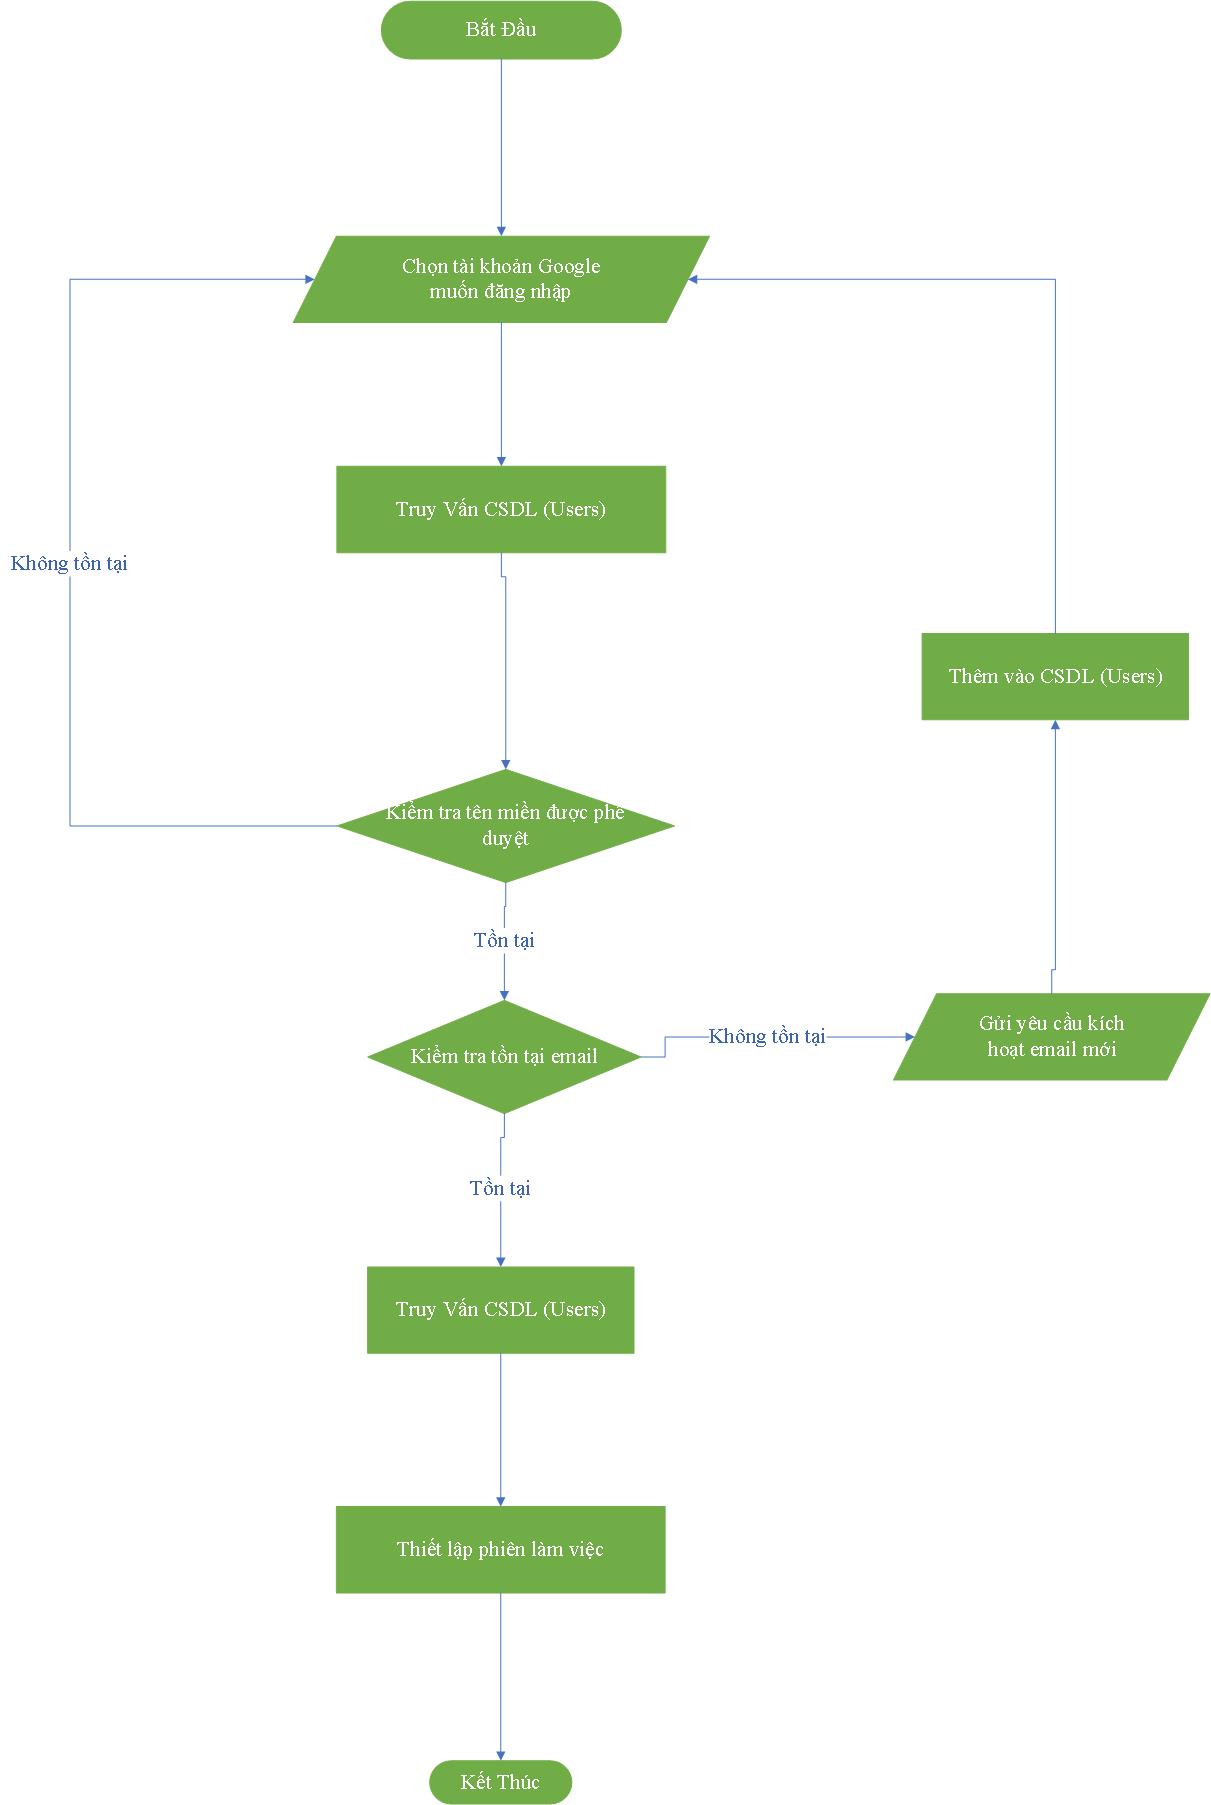 Bắt Đầu
Chọn tài khoản Google
muốn đăng nhập
Truy Vấn CSDL (Users)
Không tồn tại
Thêm vào CSDL (Users)
Kiểm tra tên miền được phê
duyệt
Tồn tại
Gửi yêu cầu kích
hoạt email mới
Không tồn tại
Kiểm tra tồn tại email
Tồn tại
Truy Vấn CSDL (Users)
Thiết lập phiên làm việc
Kết Thúc